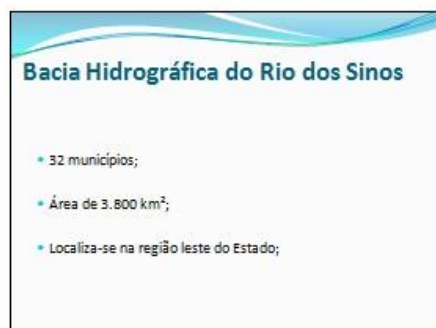 Bacia Hidrográfica do Rio dos Sinos
• 32 municípios;
• Área de 3.800 km²;
• Localiza-se na região leste do Estado;